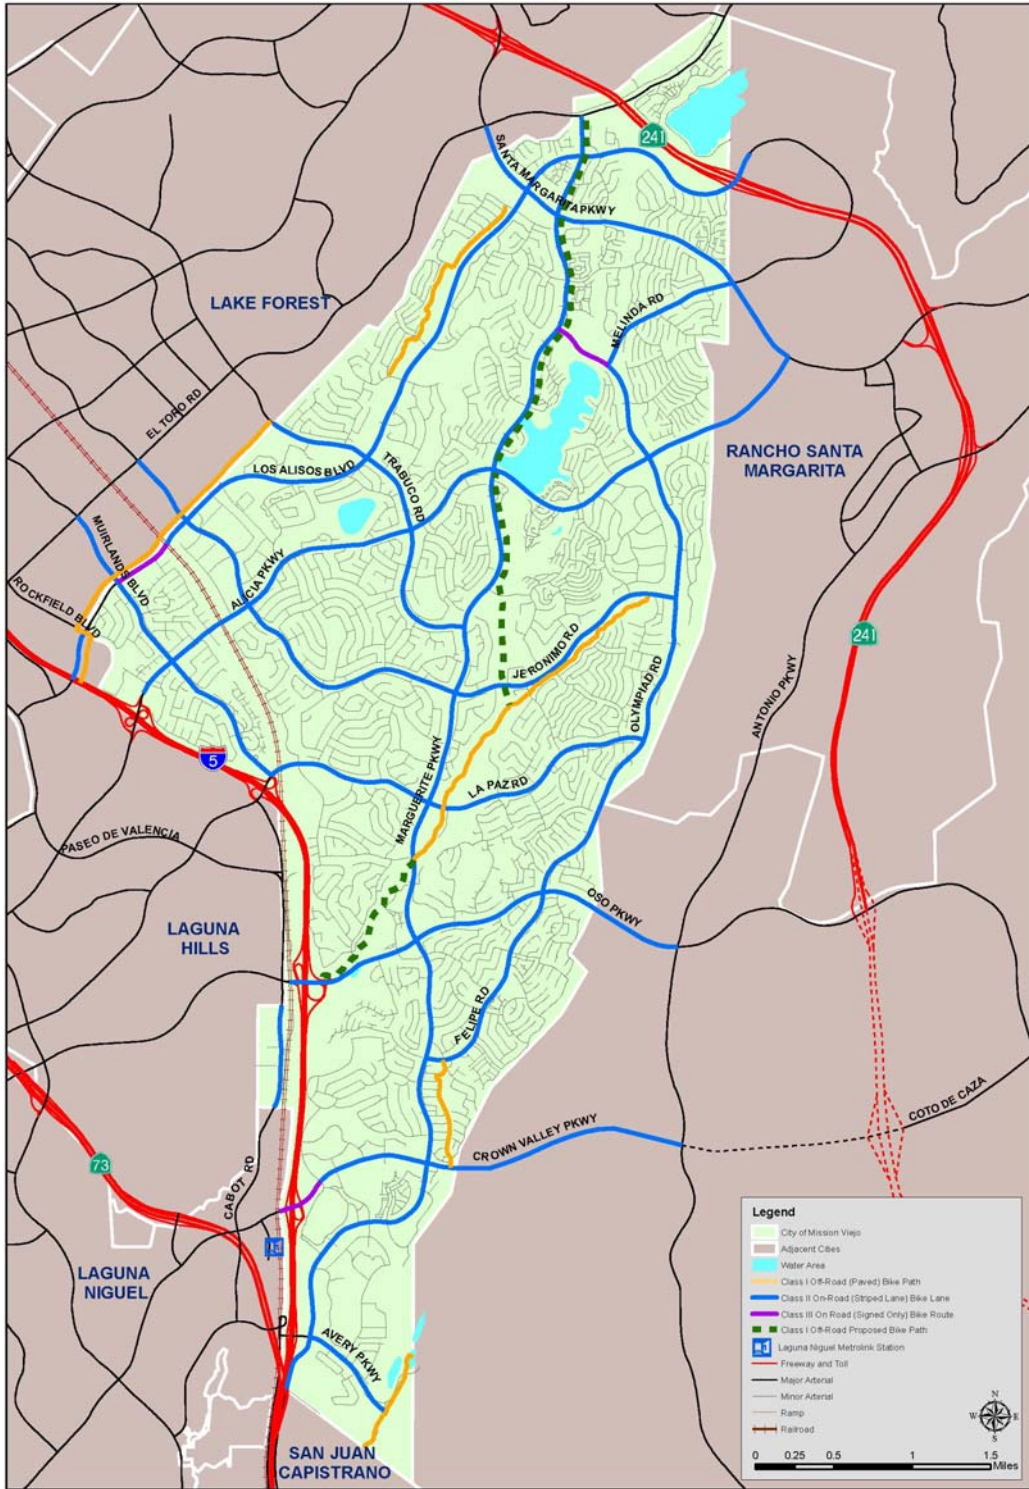 241
SANTA MARGARITA PKWY
LAKE FOREST
MELINDA RD
EL TORO RD
RANCHO SANTA
MARGARITA
LOS ALISOS BLVD
TRABUCO RD
MUIRLANDS BLVD
ALICIA PKWY
ROCKFIELD BLVD
241
JERONIMO RD
OLYMPIAD RD
ANTONIO PKWY
5
MARGUERITE PKWY
LA PAZ RD
PASEO DE VALENCIA
OSO PKWY
LAGUNA
HILLS
FELIPE RD
COTO DE CAZA
CROWN VALLEY PKWY
73
CABOT RD
LAGUNA
NIGUEL
AVERY PKWY
SAN JUAN
CAPISTRANO
Legend
City of Mission Viejo
Adjacent Cities
Water Area
Class I Off-Road (Paved) Bike Path
Class II On-Road (Striped Lane) Bike Lane
Class III On Road (Signed Only) Bike Route
Class I Off-Road Proposed Bike Path
Laguna Niguel Metrolink Station
Freeway and Toll
Major Arterial
Minor Arterial
Ramp
Railroad
N
W E
S
0 0.25 0.5 1 1.5
Miles